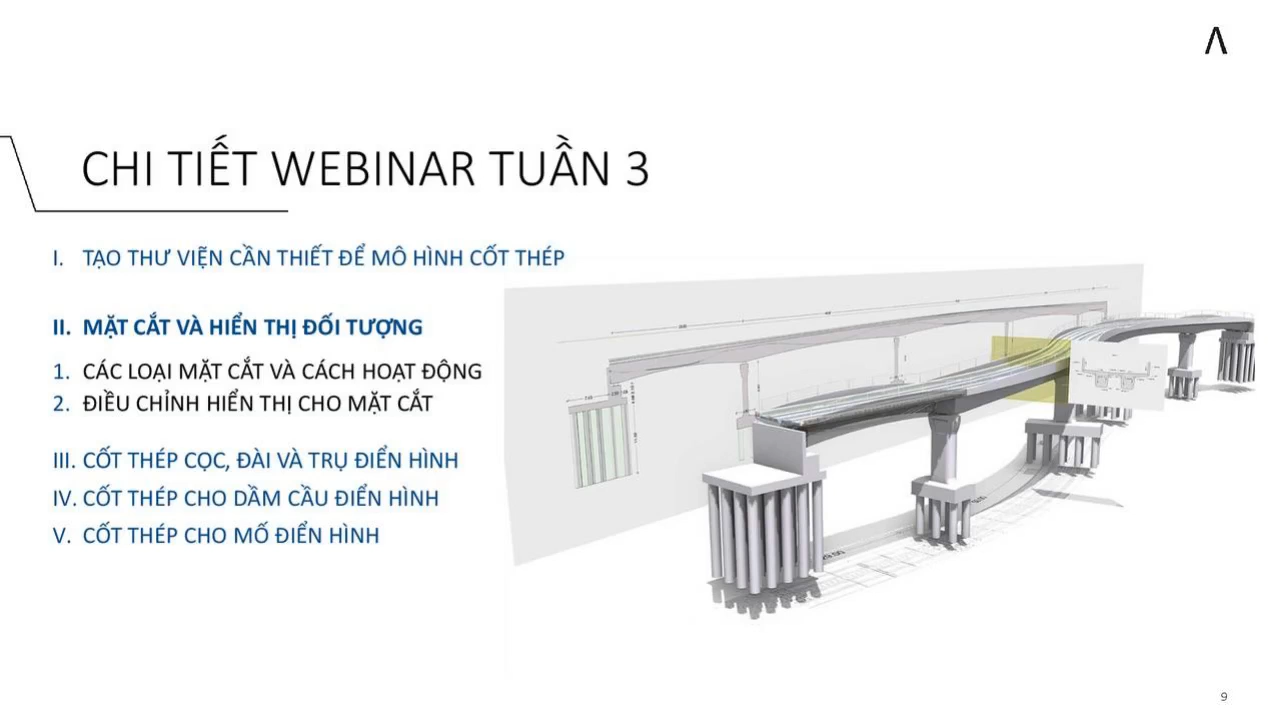 CHI TIẾT WEBINAR TUẦN 3
I. TẠO THƯ VIỆN CẦN THIẾT ĐỂ MÔ HÌNH CỐT THÉP
II. MẶT CẮT VÀ HIỂN THỊ ĐỐI TƯỢNG
1. CÁC LOẠI MẶT CẮT VÀ CÁCH HOẠT ĐỘNG
2. ĐIỀU CHỈNH HIỂN THỊ CHO MẶT CẮT
III. CỐT THÉP CỌC, ĐÀI VÀ TRỤ ĐIỂN HÌNH
IV. CỐT THÉP CHO DẦM CẦU ĐIỂN HÌNH
V. CỐT THÉP CHO MỐ ĐIỂN HÌNH
9